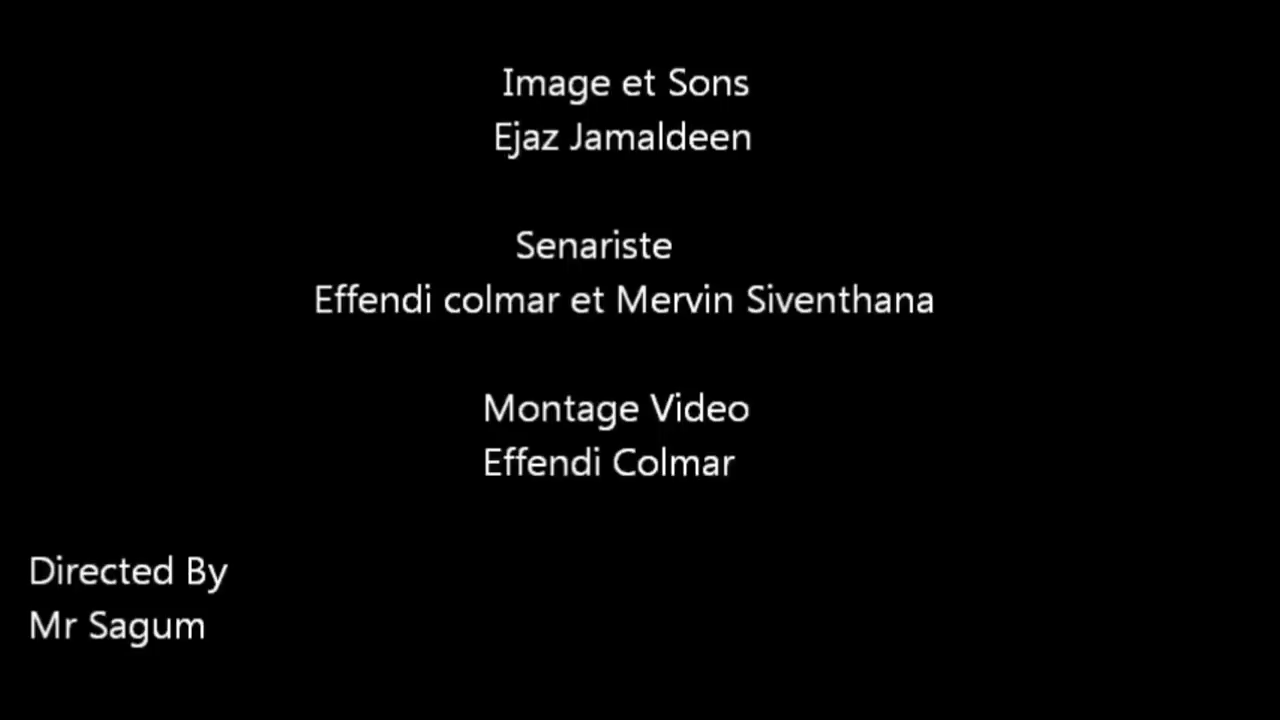 Image et Sons
Ejaz Jamaldeen
Senariste
Effendi colmar et Mervin Siventhana
Montage Video
Effendi Colmar
Directed By
Mr Sagum